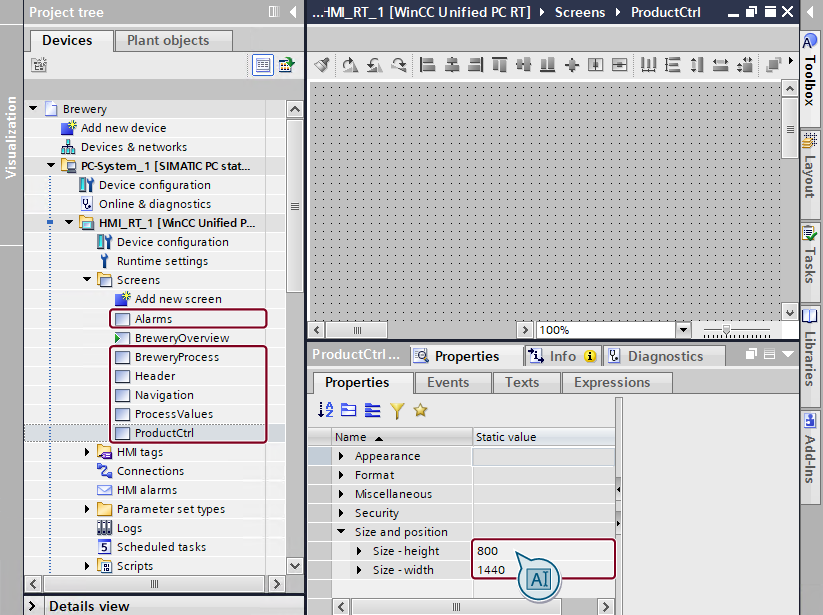 Project tree
Devices
Plant objects
Visualization
Brewery
Add new device
Devices & networks
PC-System_1 [SIMATIC PC stat...
Device configuration
Online & diagnostics
HMI_RT_1 [WinCC Unified P...
Device configuration
Runtime settings
Screens
Add new screen
Alarms
BreweryOverview
BreweryProcess
Header
Navigation
ProcessValues
ProductCtrl
HMI tags
Connections
HMI alarms
Parameter set types
Logs
Scheduled tasks
Scripts
Details view
...HMI_RT_1 [WinCC Unified PC RT] Screens ProductCtrl
100%
ProductCtrl ...
Properties
Info
Diagnostics
Properties
Events
Texts
Expressions
Name Static value
Appearance
Format
Miscellaneous
Security
Size and position
Size - height 800
Size - width 1440
AI
Toolbox
Layout
Tasks
Libraries
Add-Ins